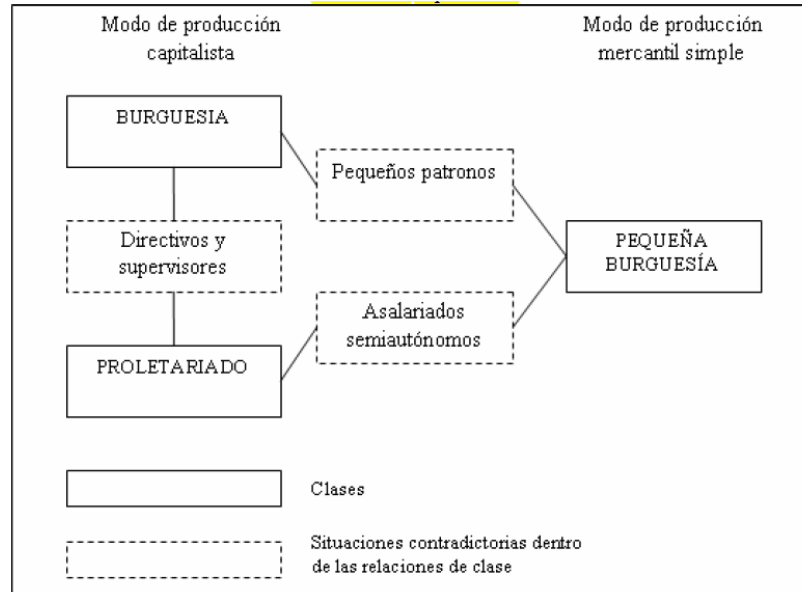 Modo de producción
capitalista
Modo de producción
mercantil simple
BURGUESIA
Pequeños patronos
Directivos y
supervisores
PEQUEÑA
BURGUESÍA
Asalariados
semiautónomos
PROLETARIADO
Clases
Situaciones contradictorias dentro
de las relaciones de clase